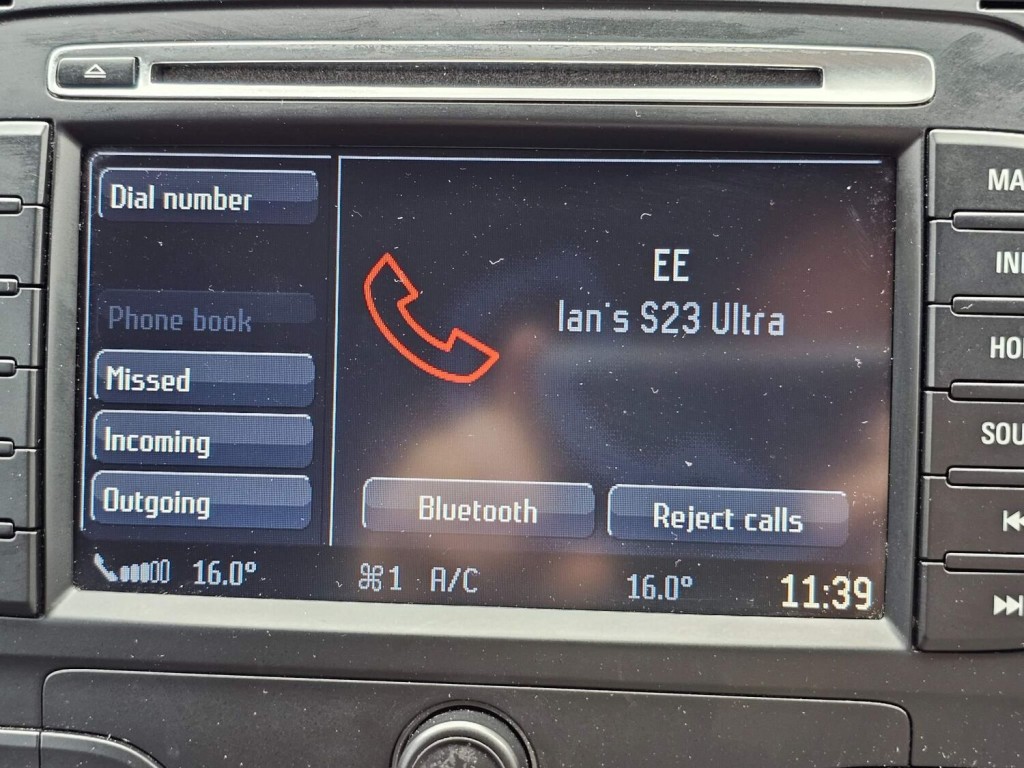 Dial number
Phone book
Missed
Incoming
Outgoing
EE
Ian's S23 Ultra
Bluetooth
Reject calls
16.0°
1 A/C
16.0°
11:39
MA
HO
SOU